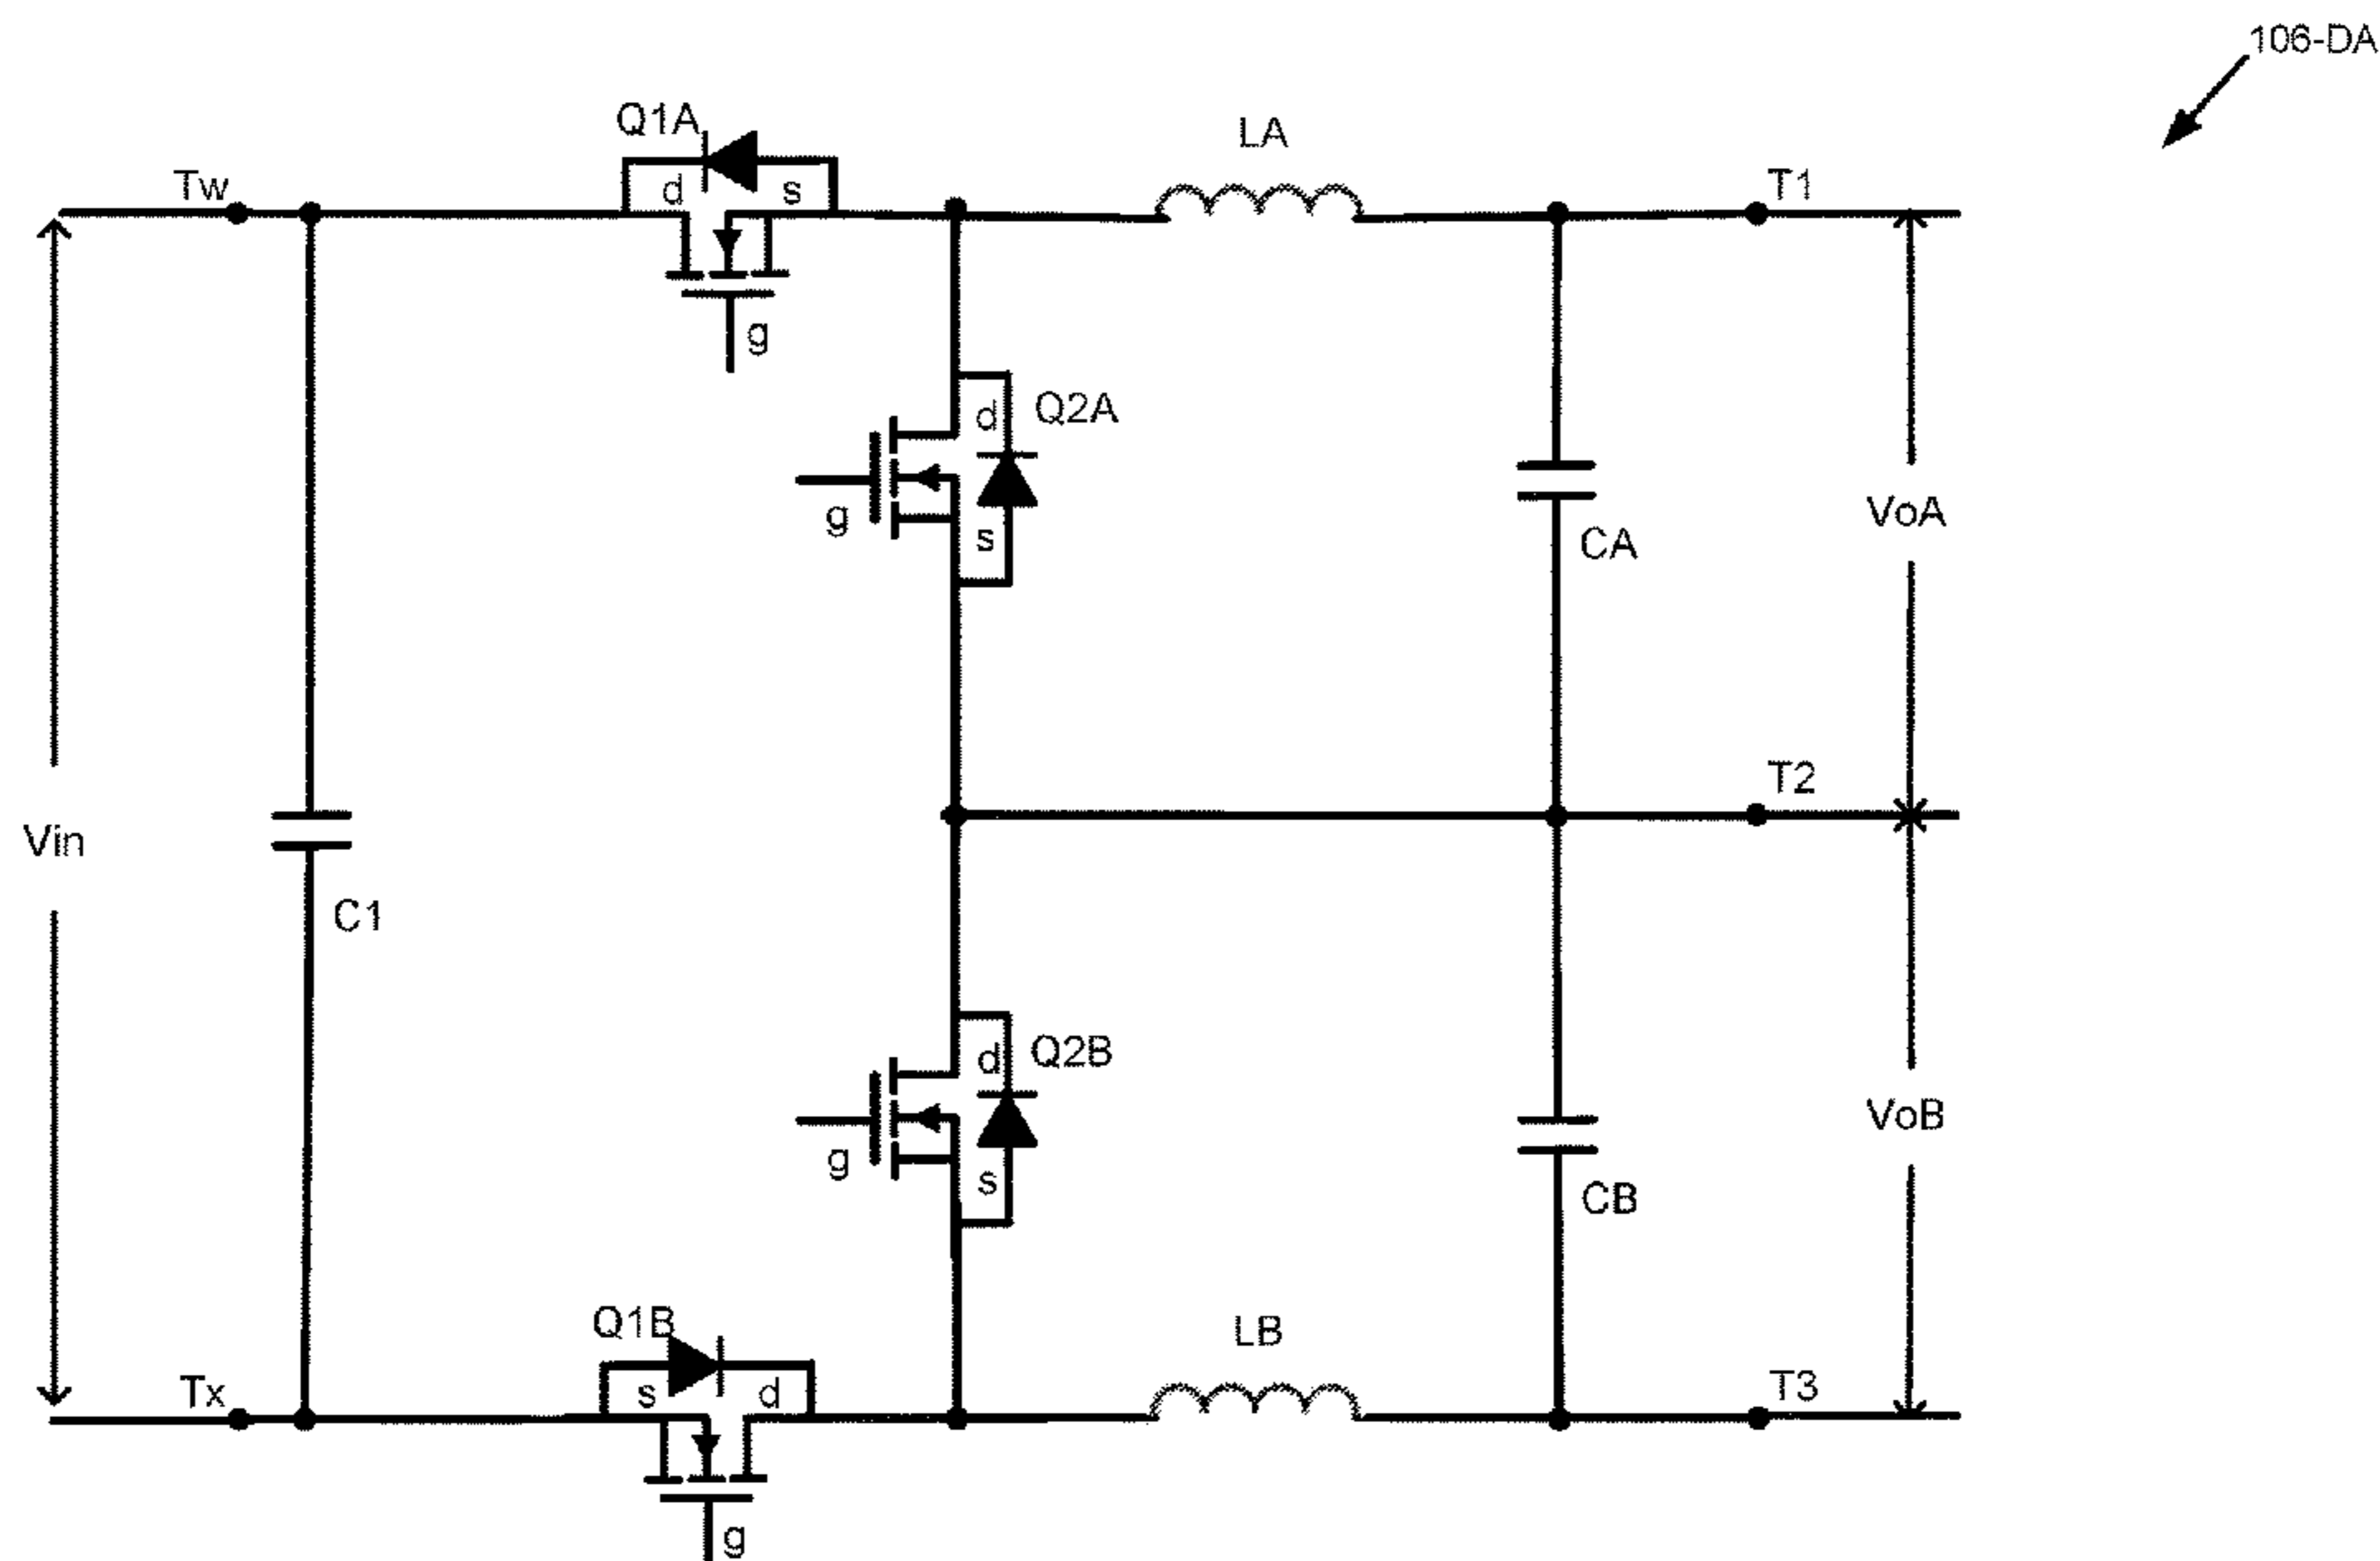 106-DA
Q1A
LA
Tw
d
s
T1
g
d
Q2A
g
s
VoA
CA
T2
Vin
C1
d
Q2B
g
s
VoB
CB
Q1B
LB
Tx
s
d
T3
g